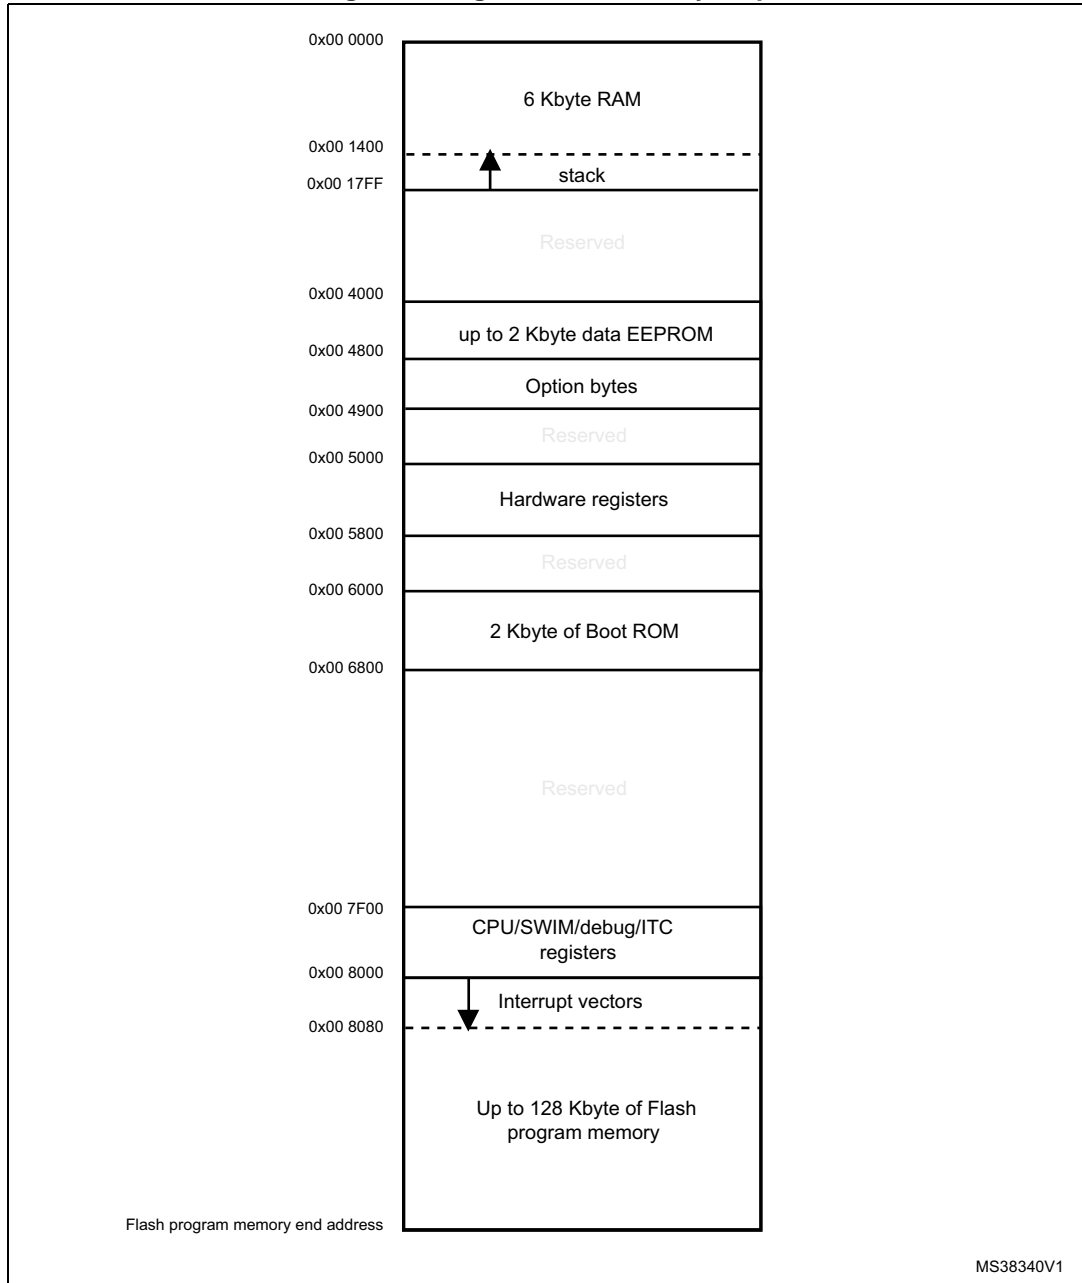 0x00 0000
6 Kbyte RAM
0x00 1400
stack
0x00 17FF
Reserved
0x00 4000
up to 2 Kbyte data EEPROM
0x00 4800
Option bytes
0x00 4900
Reserved
0x00 5000
Hardware registers
0x00 5800
Reserved
0x00 6000
2 Kbyte of Boot ROM
0x00 6800
Reserved
0x00 7F00
CPU/SWIM/debug/ITC
registers
0x00 8000
Interrupt vectors
0x00 8080
Up to 128 Kbyte of Flash
program memory
Flash program memory end address
MS38340V1